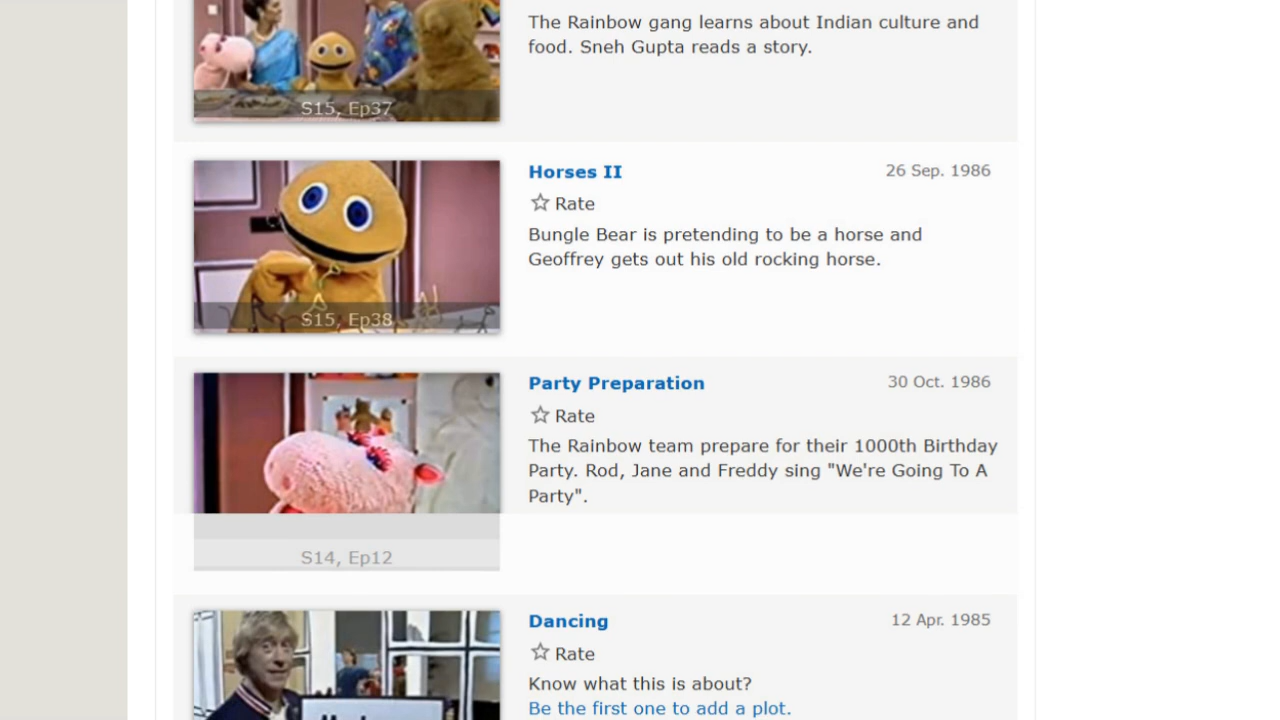 The Rainbow gang learns about Indian culture and
food. Sneh Gupta reads a story.
S15, Ep37
Horses II
26 Sep. 1986
Rate
Bungle Bear is pretending to be a horse and
Geoffrey gets out his old rocking horse.
S15, Ep38
Party Preparation
30 Oct. 1986
Rate
The Rainbow team prepare for their 1000th Birthday
Party. Rod, Jane and Freddy sing "We're Going To A
Party".
S14, Ep12
Dancing
12 Apr. 1985
Rate
Know what this is about?
Be the first one to add a plot.